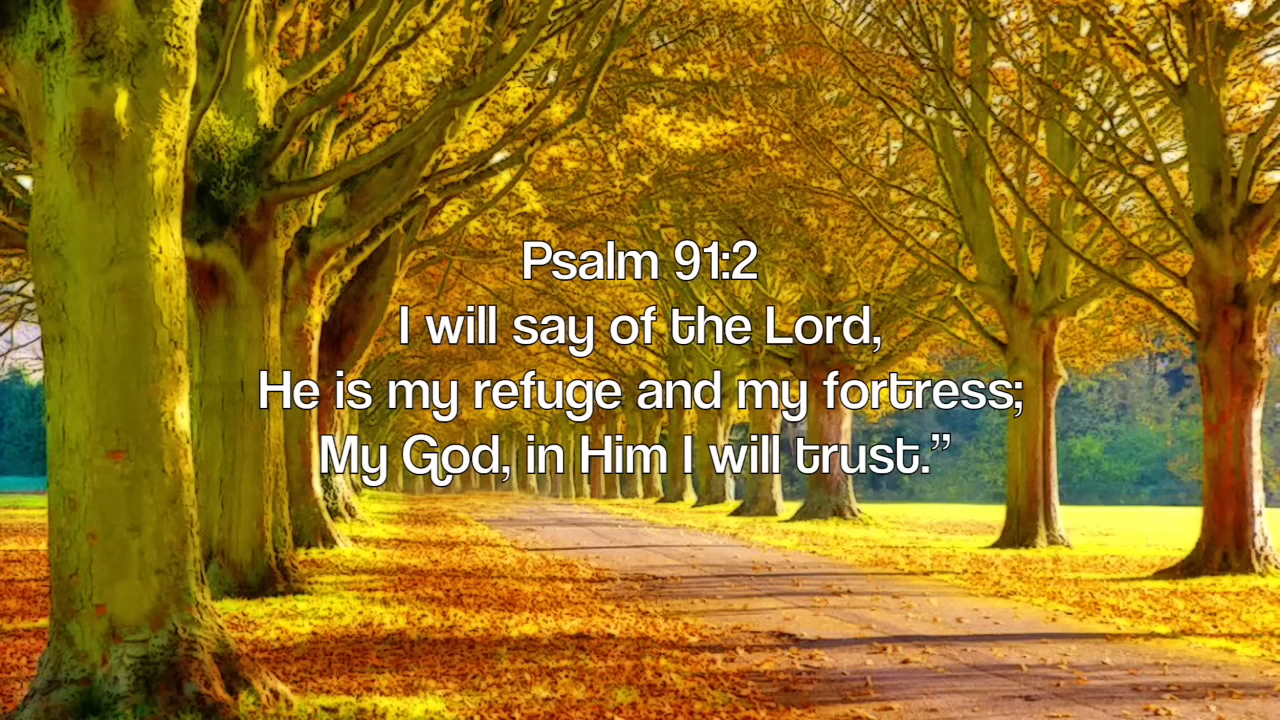 Psalm 91:2
I will say of the Lord,
He is my refuge and my fortress;
My God, in Him I will trust.”